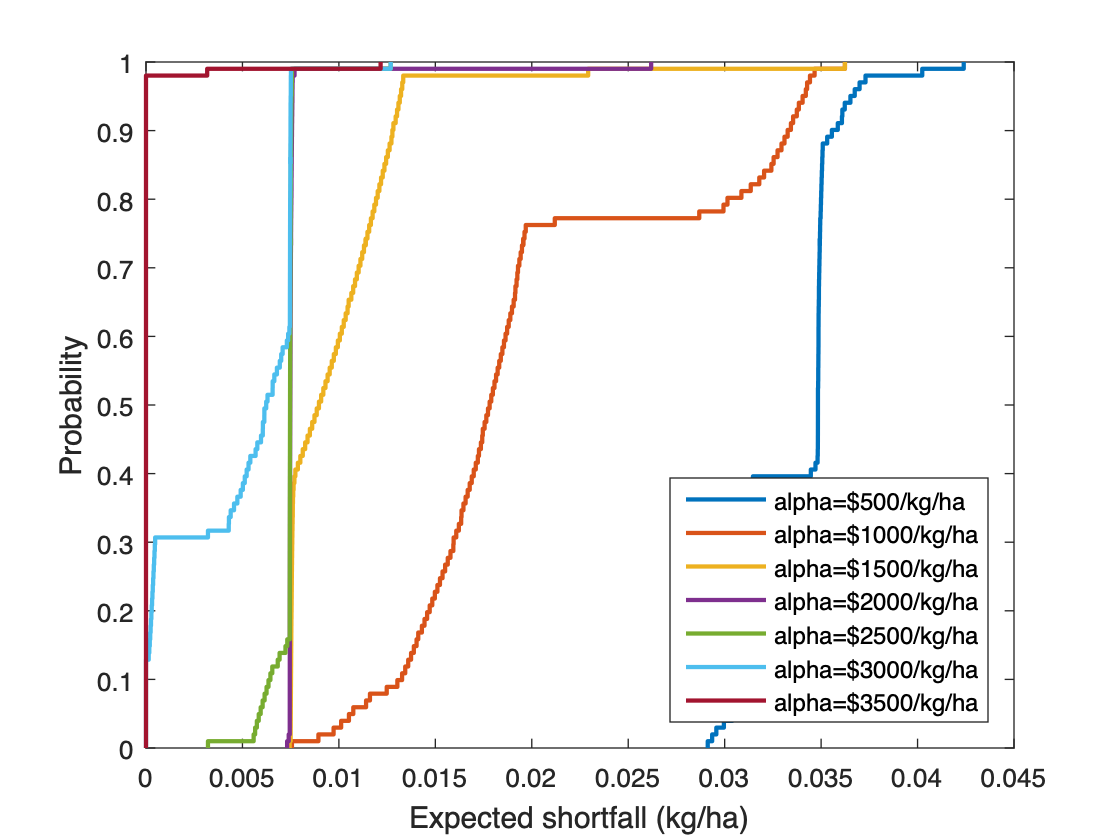 1
0.9
0.8
0.7
0.6
0.5
0.4
0.3
0.2
0.1
0
Probability
alpha=$500/kg/ha
alpha=$1000/kg/ha
alpha=$1500/kg/ha
alpha=$2000/kg/ha
alpha=$2500/kg/ha
alpha=$3000/kg/ha
alpha=$3500/kg/ha
0 0.005 0.01 0.015 0.02 0.025 0.03 0.035 0.04 0.045
Expected shortfall (kg/ha)